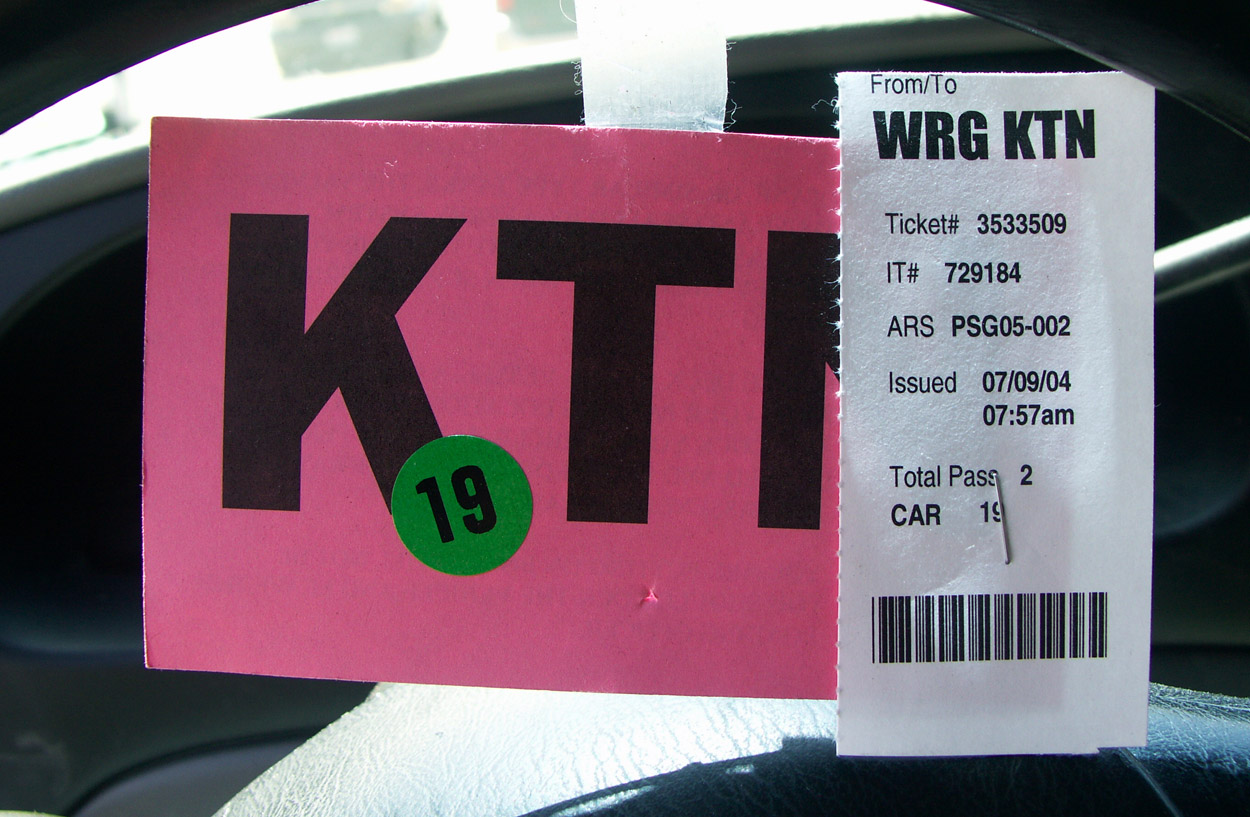 KT
19
From/To
WRG KTN
Ticket# 3533509
IT# 729184
ARS PSG05-002
Issued 07/09/04
07:57am
Total Pass 2
CAR 19